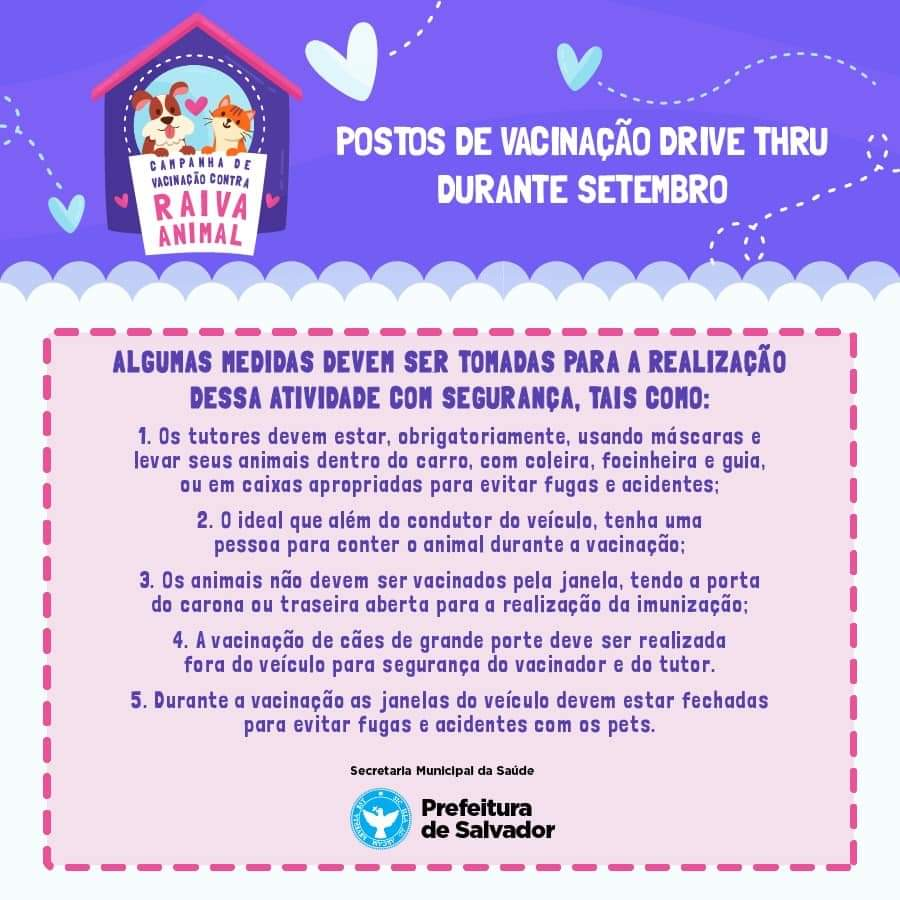 CAMPANHA DE
VACINAÇÃO CONTRA
RAIVA
ANIMAL
POSTOS DE VACINAÇÃO DRIVE THRU
DURANTE SETEMBRO
ALGUMAS MEDIDAS DEVEM SER TOMADAS PARA A REALIZAÇÃO
DESSA ATIVIDADE COM SEGURANÇA, TAIS COMO:
1. Os tutores devem estar, obrigatoriamente, usando máscaras e
levar seus animais dentro do carro, com coleira, focinheira e guia,
ou em caixas apropriadas para evitar fugas e acidentes;
2. O ideal que além do condutor do veículo, tenha uma
pessoa para conter o animal durante a vacinação;
3. Os animais não devem ser vacinados pela janela, tendo a porta
do carona ou traseira aberta para a realização da imunização;
4. A vacinação de cães de grande porte deve ser realizada
fora do veículo para segurança do vacinador e do tutor.
5. Durante a vacinação as janelas do veículo devem estar fechadas
para evitar fugas e acidentes com os pets.
Secretaria Municipal da Saúde
Prefeitura
de Salvador